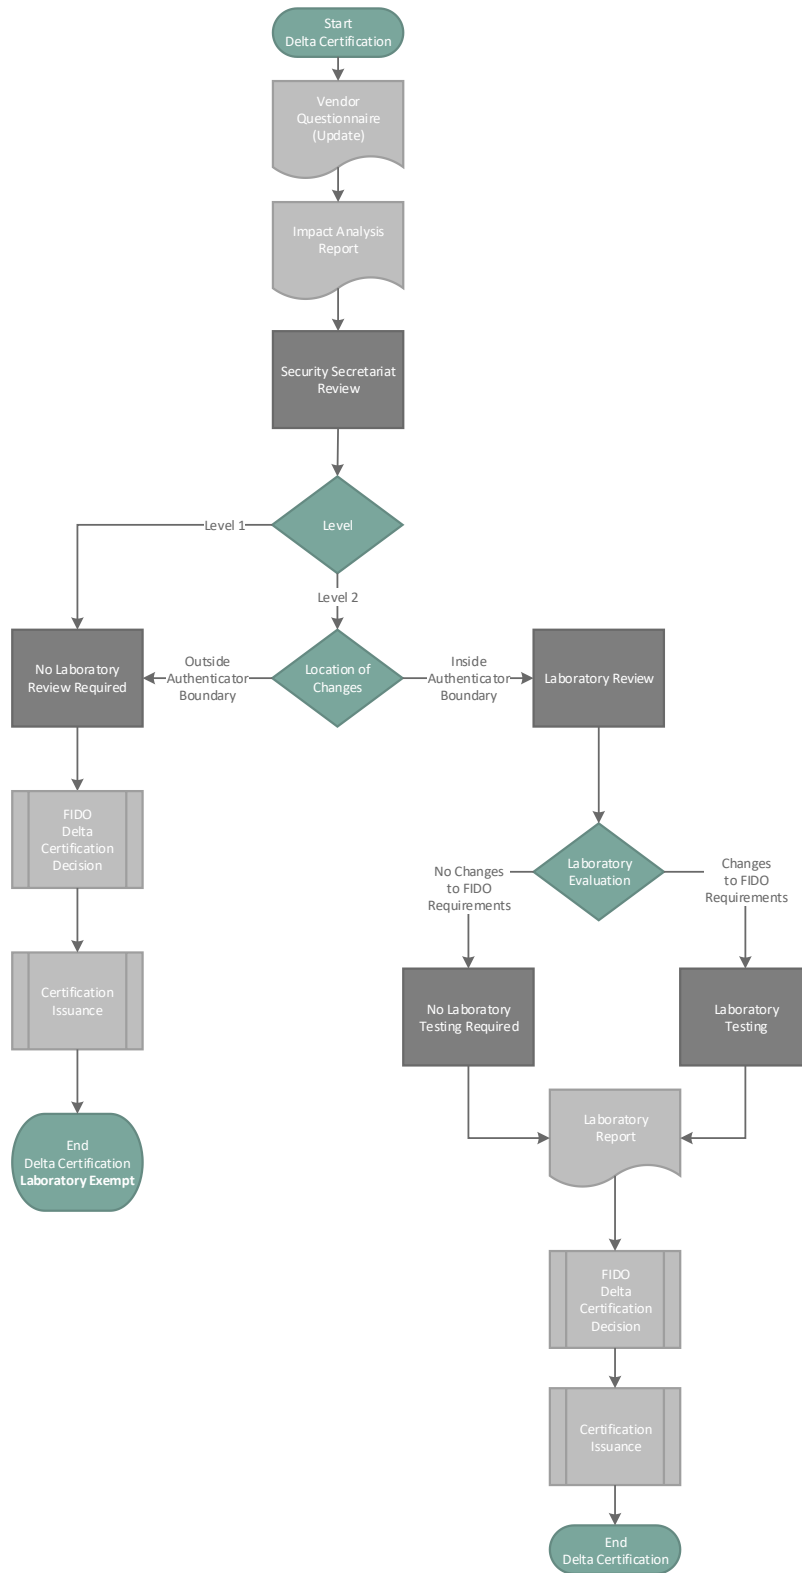 Start
Delta Certification
Vendor
Questionnaire
(Update)
Impact Analysis
Report
Security Secretariat
Review
Level
Level 1
Level 2
No Laboratory
Review Required
Outside
Authenticator
Boundary
Location of
Changes
Inside
Authenticator
Boundary
Laboratory Review
FIDO
Delta
Certification
Decision
Certification
Issuance
End
Delta Certification
Laboratory Exempt
Laboratory
Evaluation
No Changes
to FIDO
Requirements
Changes
to FIDO
Requirements
No Laboratory
Testing Required
Laboratory
Testing
Laboratory
Report
FIDO
Delta
Certification
Decision
Certification
Issuance
End
Delta Certification